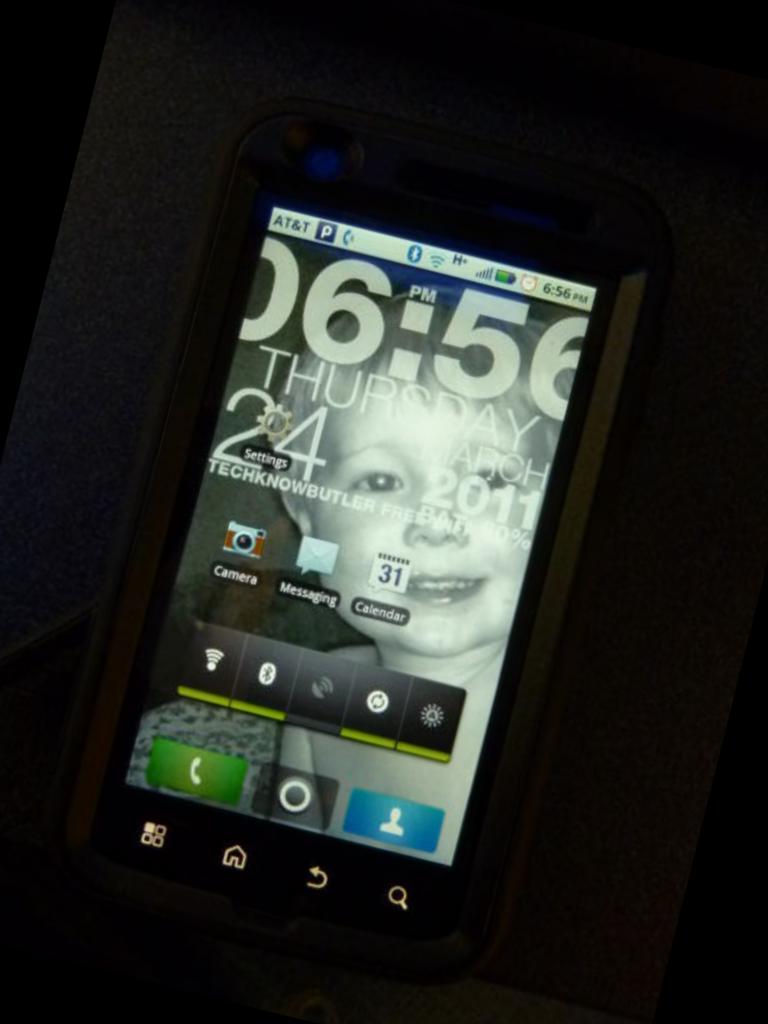 AT&T P H+ 6:56 PM
06:56
PM
THURSDAY
24 MARCH
2011
TECHKNOWBUTLER FREE
Settings
Camera Messaging 31 Calendar